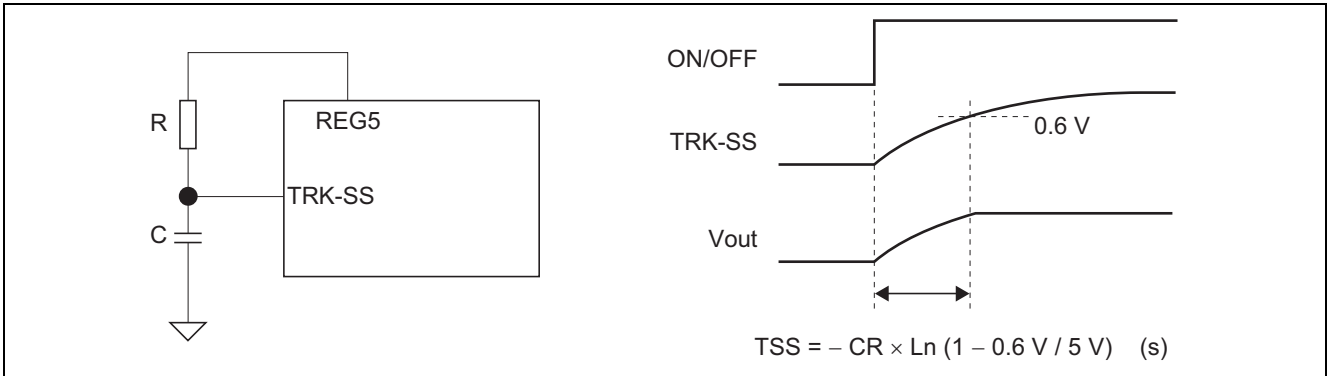 R
REG5
TRK-SS
C
ON/OFF
TRK-SS
0.6 V
Vout
TSS = – CR × Ln (1 – 0.6 V / 5 V) (s)